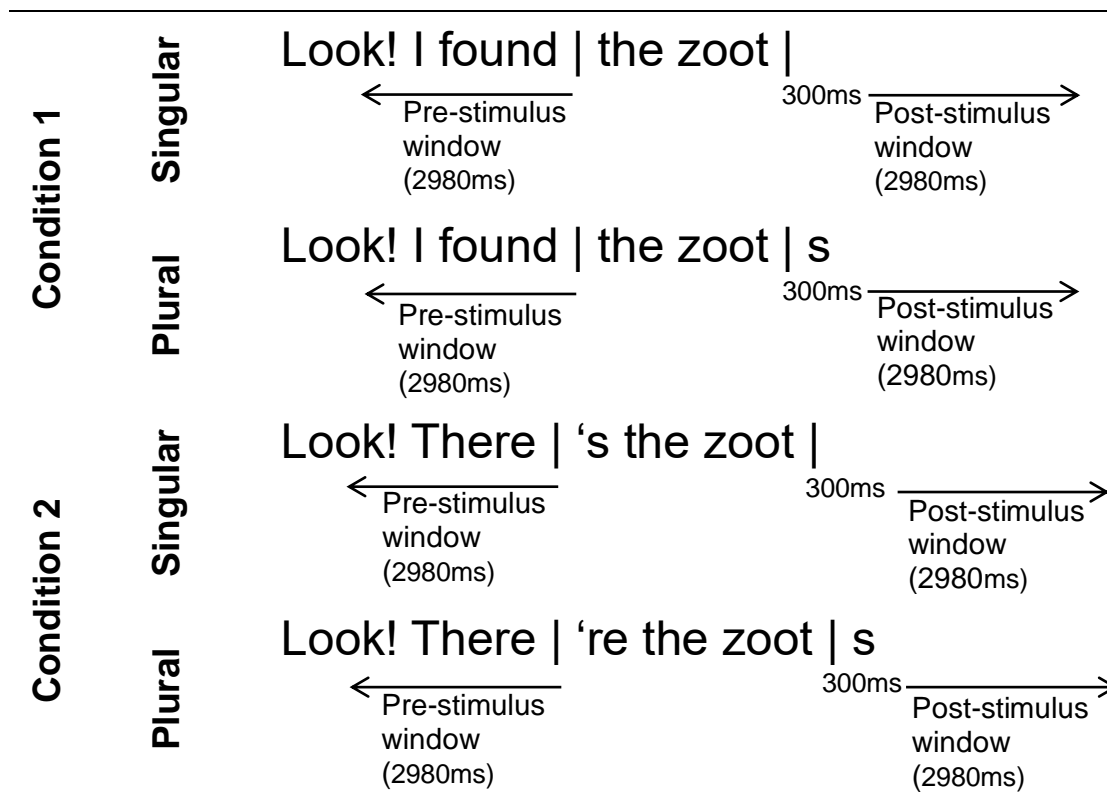 Condition 1
Singular
Look! I found | the zoot |
300ms
Pre-stimulus
window
(2980ms)
Post-stimulus
window
(2980ms)
Plural
Look! I found | the zoot | s
300ms
Pre-stimulus
window
(2980ms)
Post-stimulus
window
(2980ms)
Condition 2
Singular
Look! There | ‘s the zoot |
300ms
Pre-stimulus
window
(2980ms)
Post-stimulus
window
(2980ms)
Plural
Look! There | ‘re the zoot | s
300ms
Pre-stimulus
window
(2980ms)
Post-stimulus
window
(2980ms)